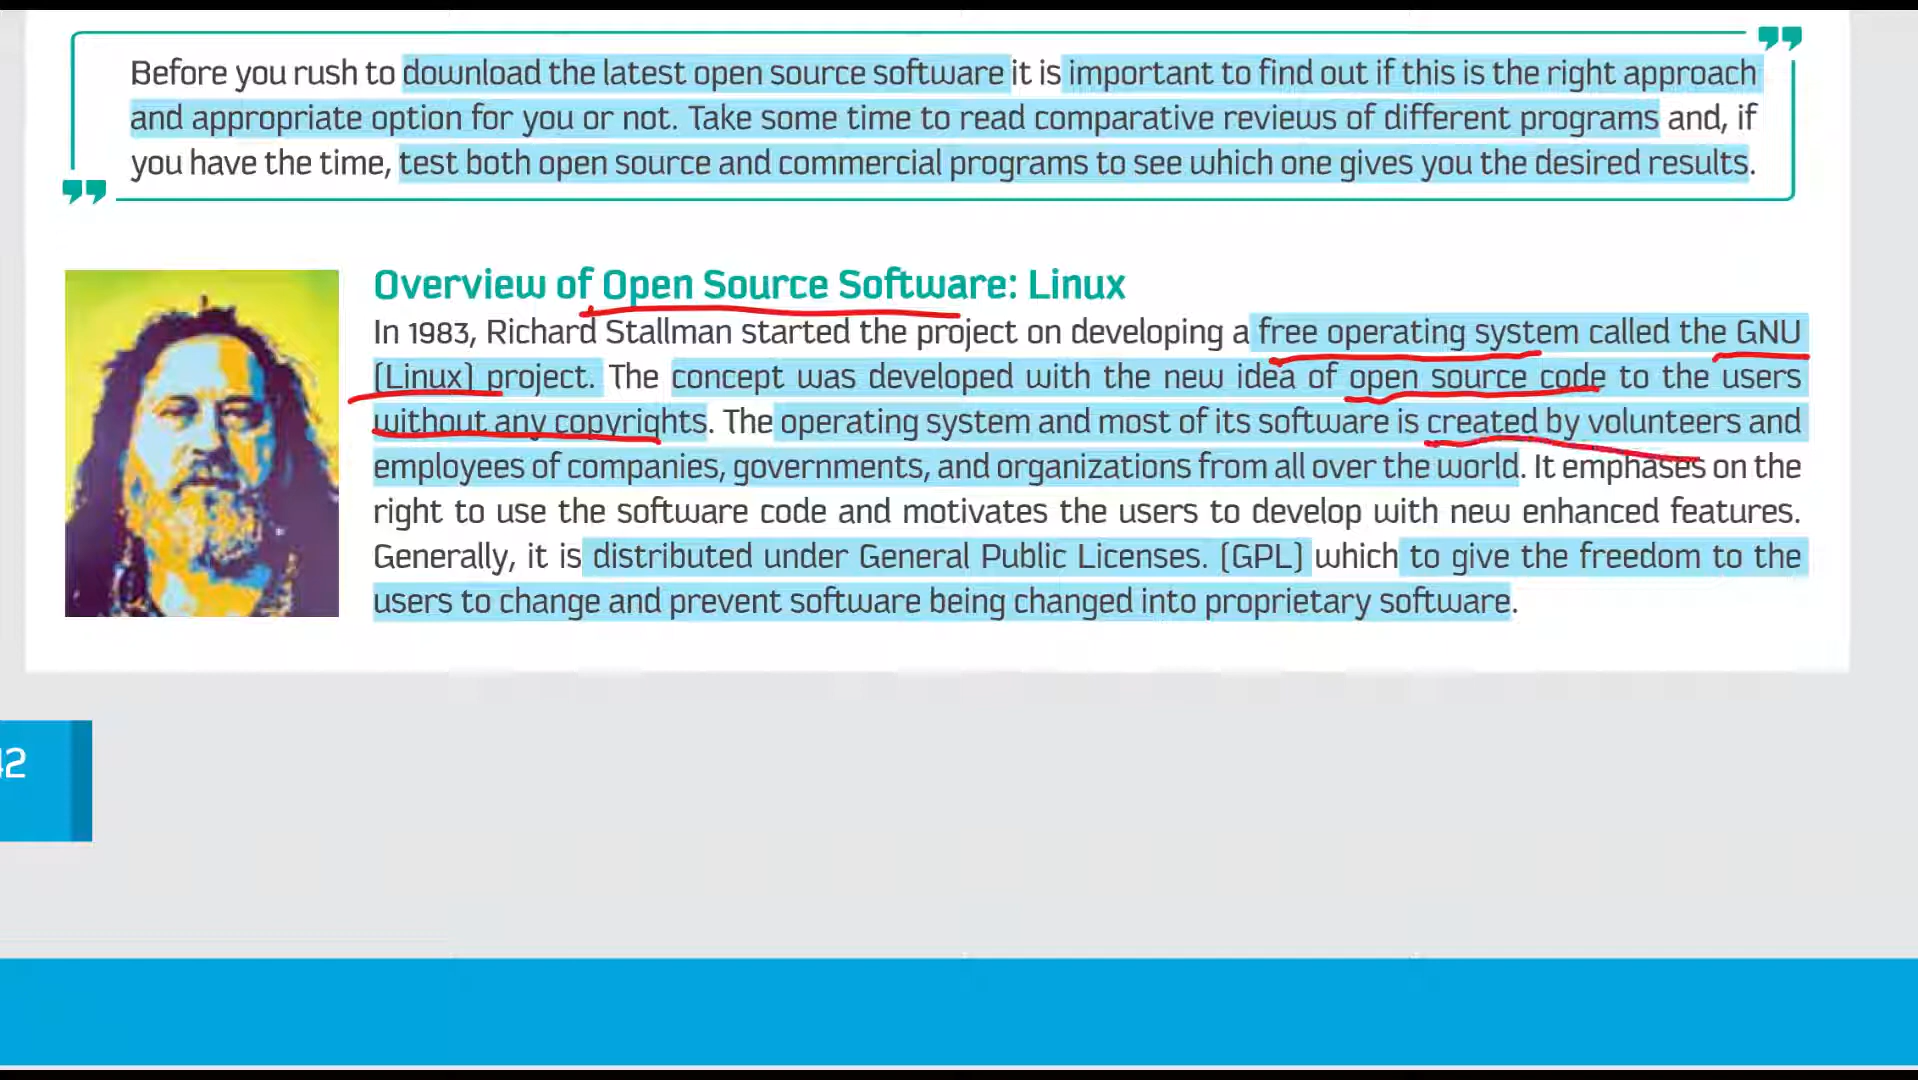 Before you rush to download the latest open source software it is important to find out if this is the right approach
and appropriate option for you or not. Take some time to read comparative reviews of different programs and, if
you have the time, test both open source and commercial programs to see which one gives you the desired results.
Overview of Open Source Software: Linux
In 1983, Richard Stallman started the project on developing a free operating system called the GNU
(Linux) project. The concept was developed with the new idea of open source code to the users
without any copyrights. The operating system and most of its software is created by volunteers and
employees of companies, governments, and organizations from all over the world. It emphases on the
right to use the software code and motivates the users to develop with new enhanced features.
Generally, it is distributed under General Public Licenses. (GPL) which to give the freedom to the
users to change and prevent software being changed into proprietary software.
42